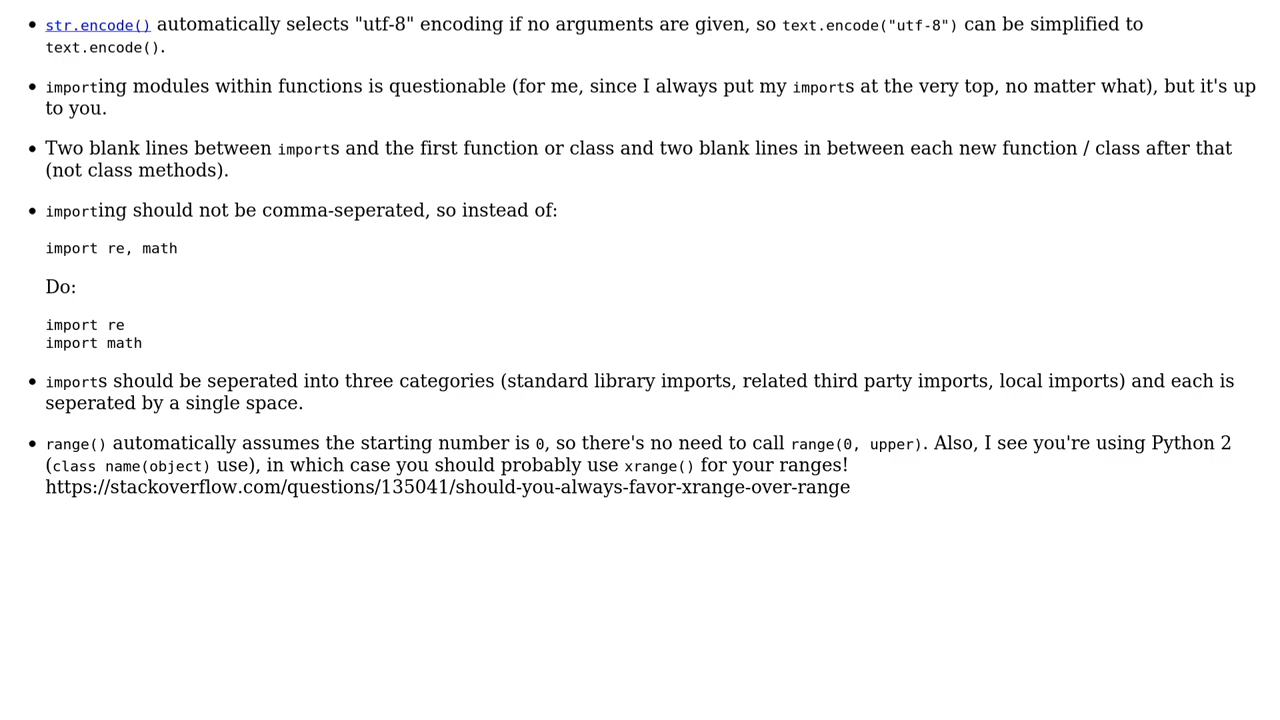 str.encode() automatically selects "utf-8" encoding if no arguments are given, so text.encode("utf-8") can be simplified to
text.encode().
importing modules within functions is questionable (for me, since I always put my imports at the very top, no matter what), but it's up
to you.
Two blank lines between imports and the first function or class and two blank lines in between each new function / class after that
(not class methods).
importing should not be comma-seperated, so instead of:
import re, math
Do:
import re
import math
imports should be seperated into three categories (standard library imports, related third party imports, local imports) and each is
seperated by a single space.
range() automatically assumes the starting number is 0, so there's no need to call range(0, upper). Also, I see you're using Python 2
(class name(object) use), in which case you should probably use xrange() for your ranges!
https://stackoverflow.com/questions/135041/should-you-always-favor-xrange-over-range